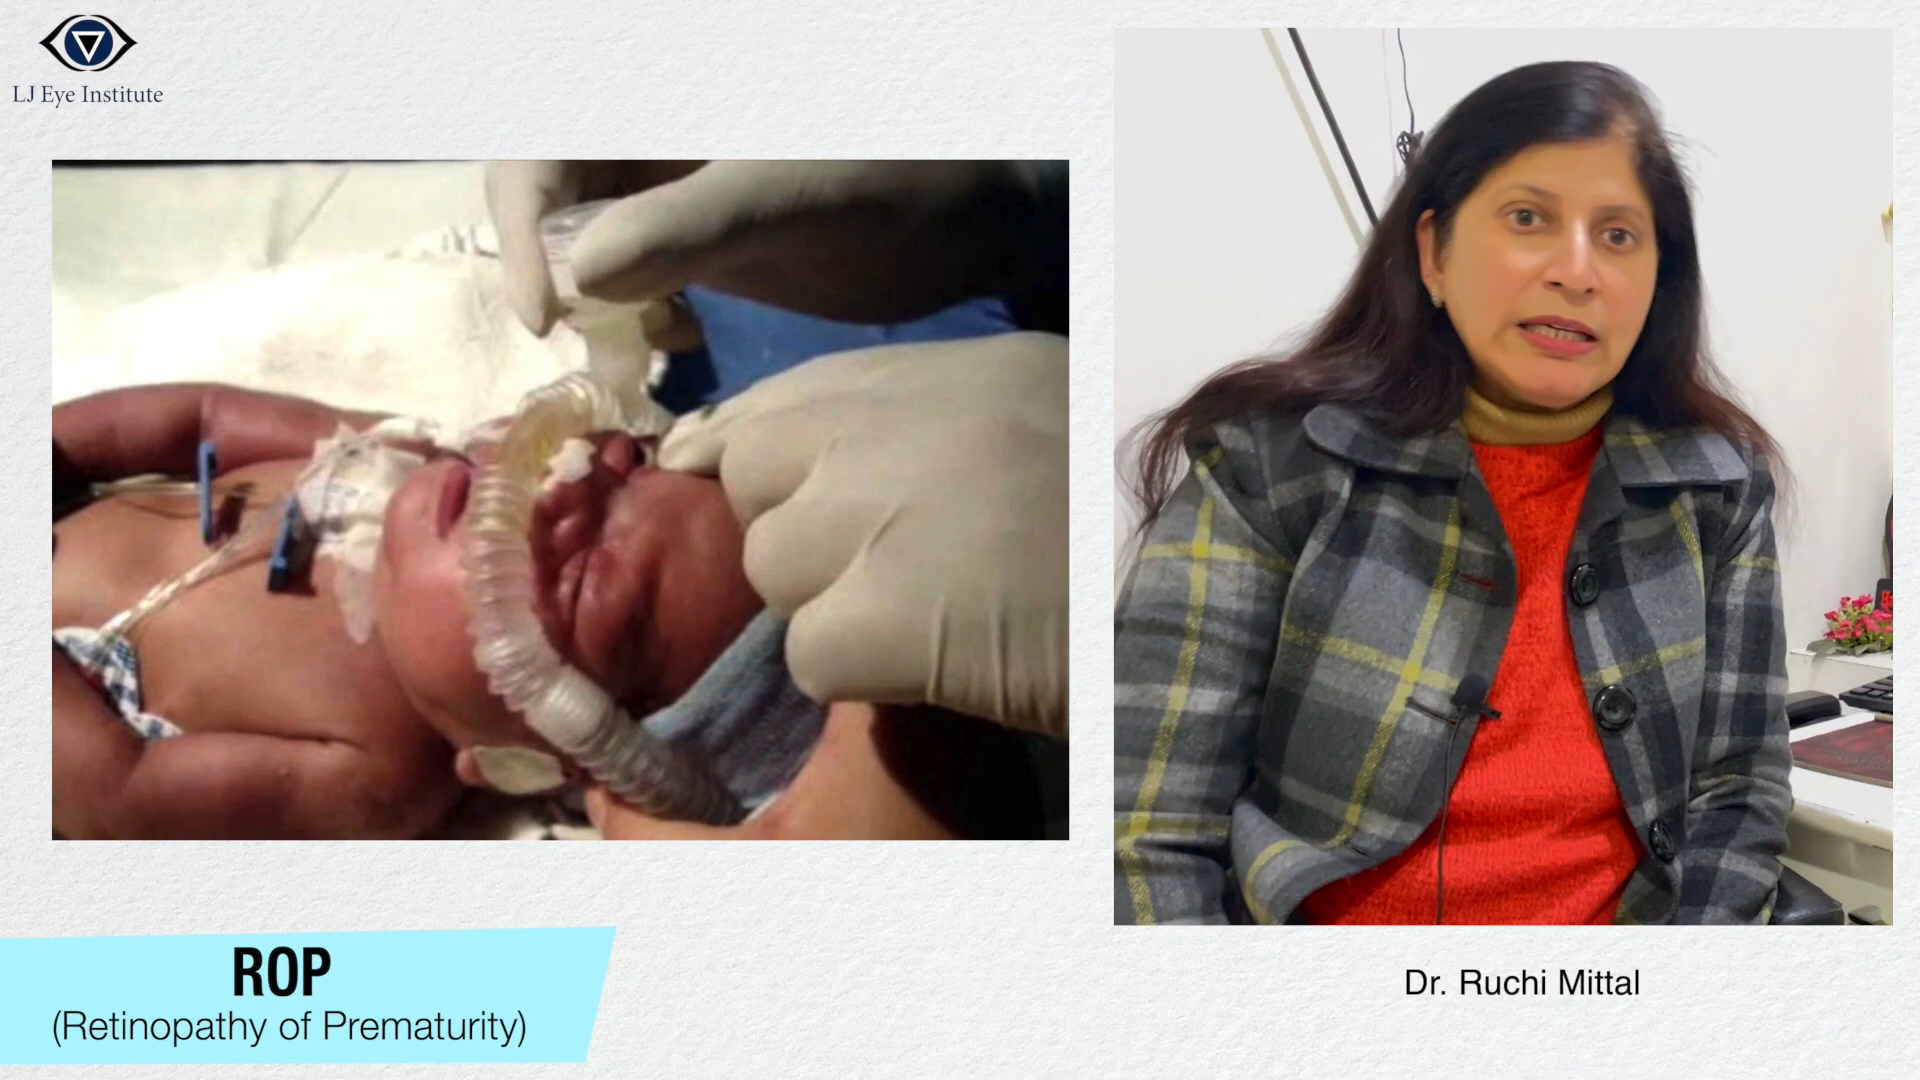 LJ Eye Institute
ROP
(Retinopathy of Prematurity)
Dr. Ruchi Mittal